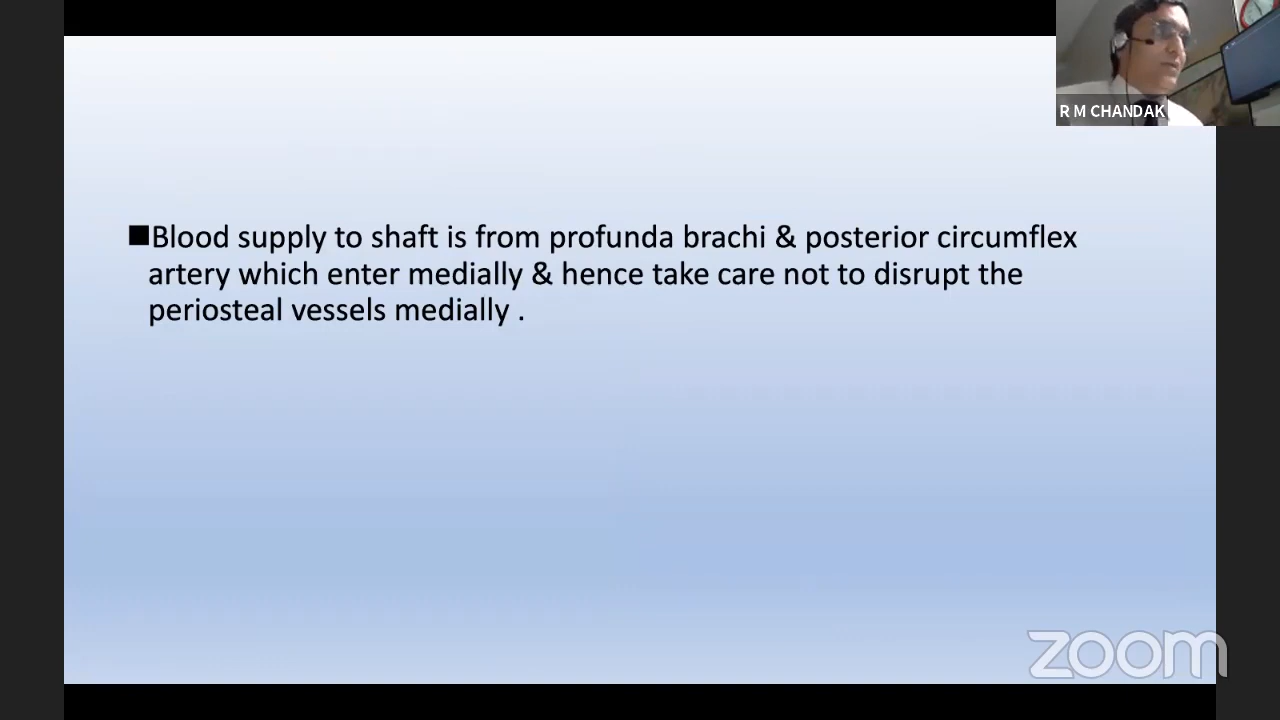 R M CHANDAK
■Blood supply to shaft is from profunda brachi & posterior circumflex
artery which enter medially & hence take care not to disrupt the
periosteal vessels medially .
zoom